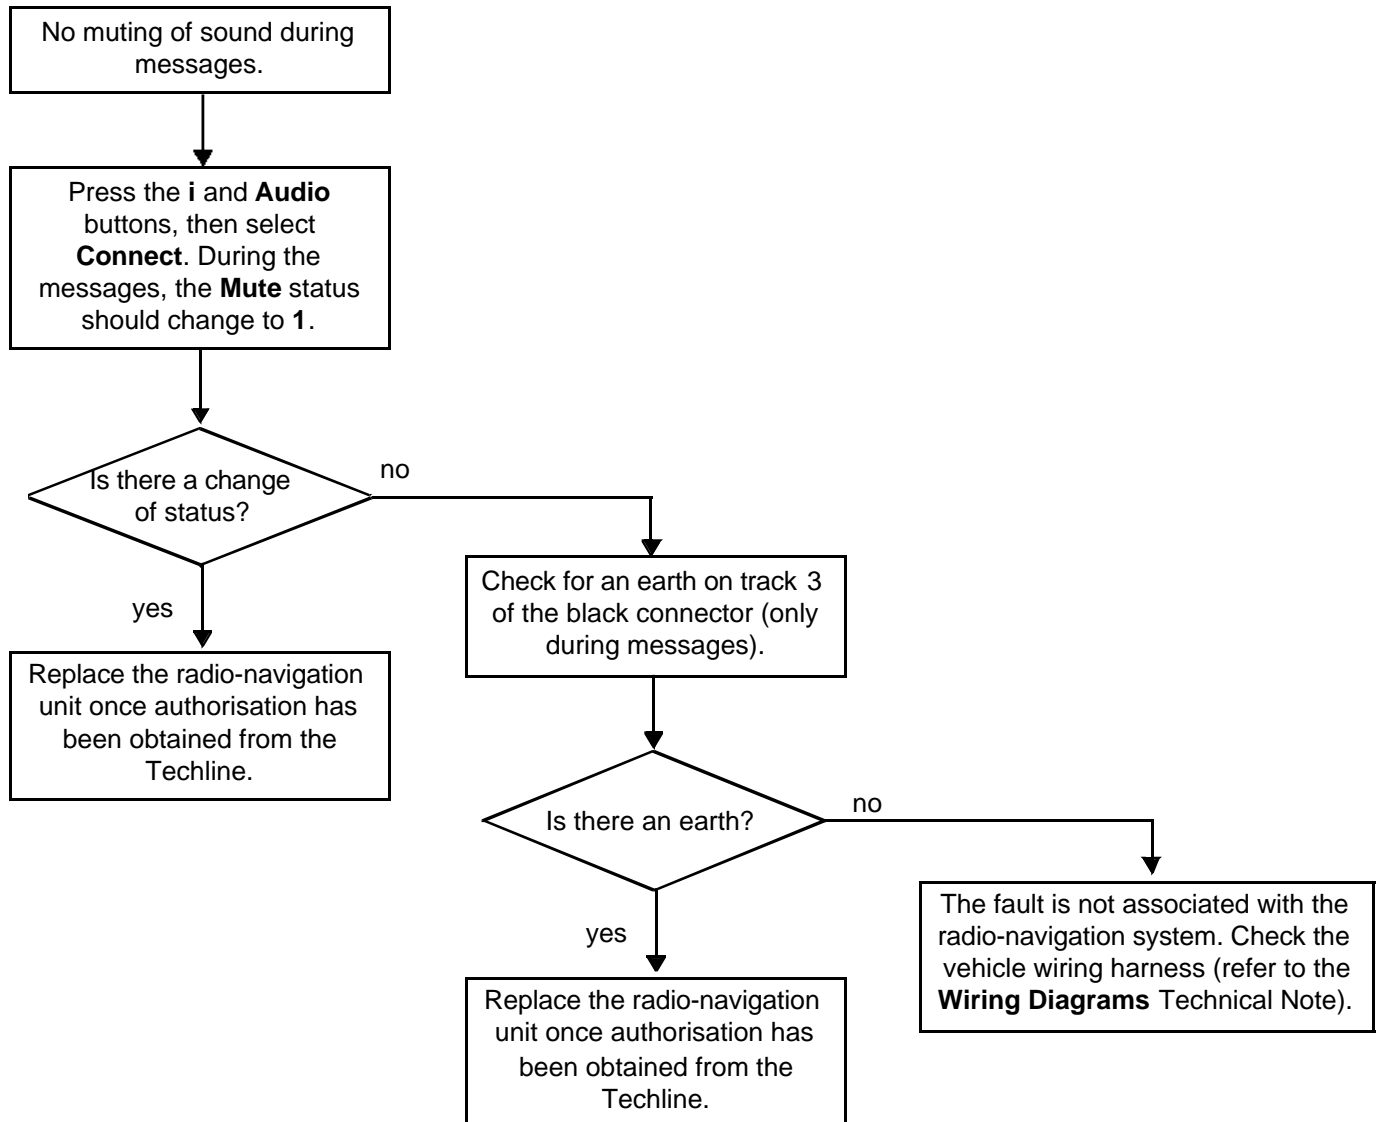 No muting of sound during
messages.
Press the i and Audio
buttons, then select
Connect. During the
messages, the Mute status
should change to 1.
Is there a change
of status?
no
yes
Check for an earth on track 3
of the black connector (only
during messages).
Replace the radio-navigation
unit once authorisation has
been obtained from the
Techline.
Is there an earth?
no
yes
The fault is not associated with the
radio-navigation system. Check the
vehicle wiring harness (refer to the
Wiring Diagrams Technical Note).
Replace the radio-navigation
unit once authorisation has
been obtained from the
Techline.